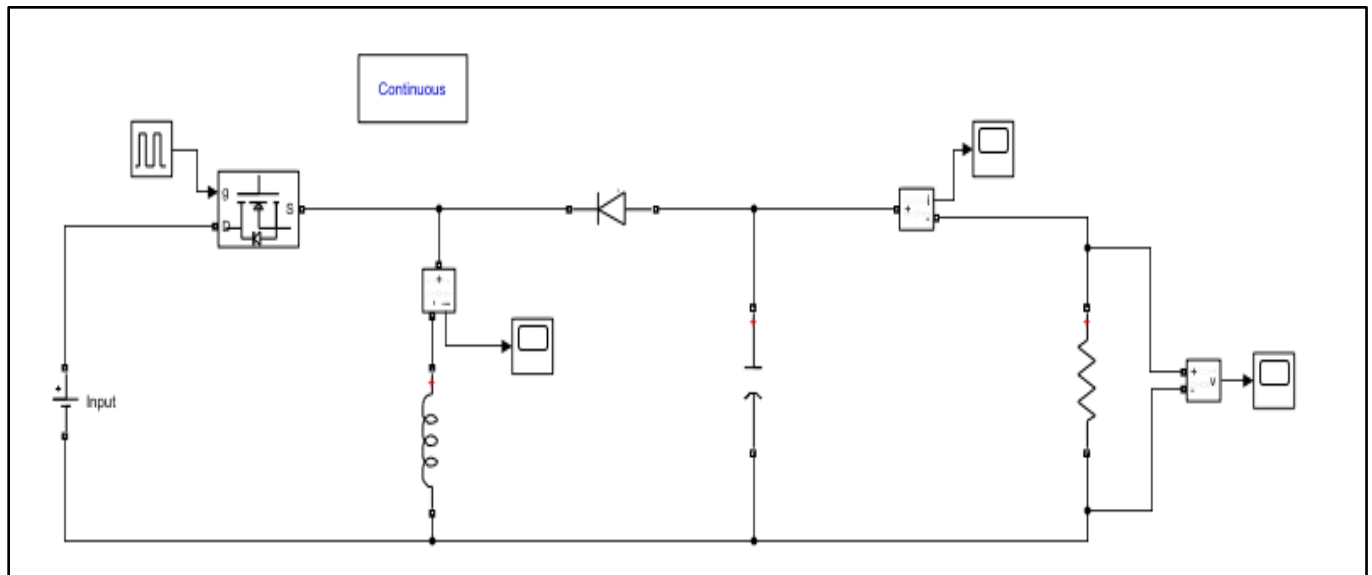 Continuous
g
D
S
i
+
-
+
i
Input
+
+
-
v